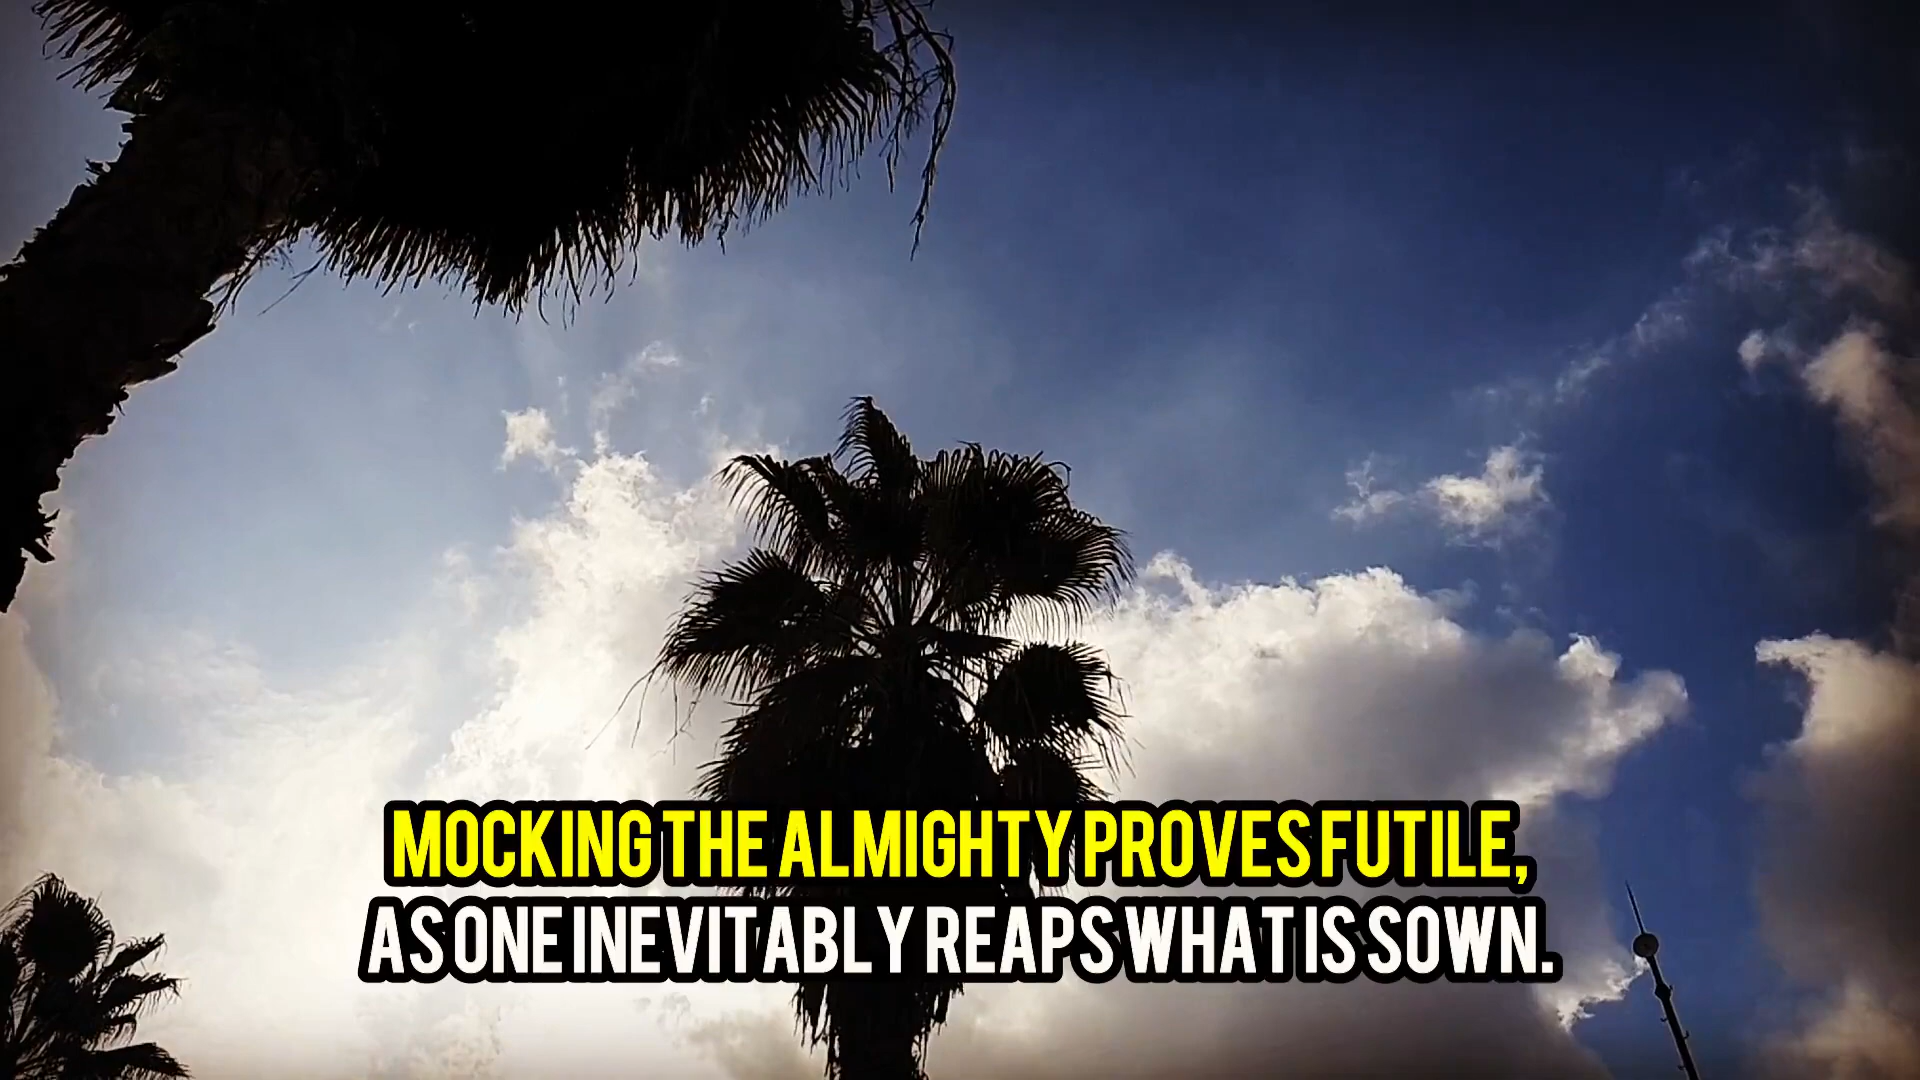 MOCKING THE ALMIGHTY PROVES FUTILE,
AS ONE INEVITABLY REAPS WHAT IS SOWN.